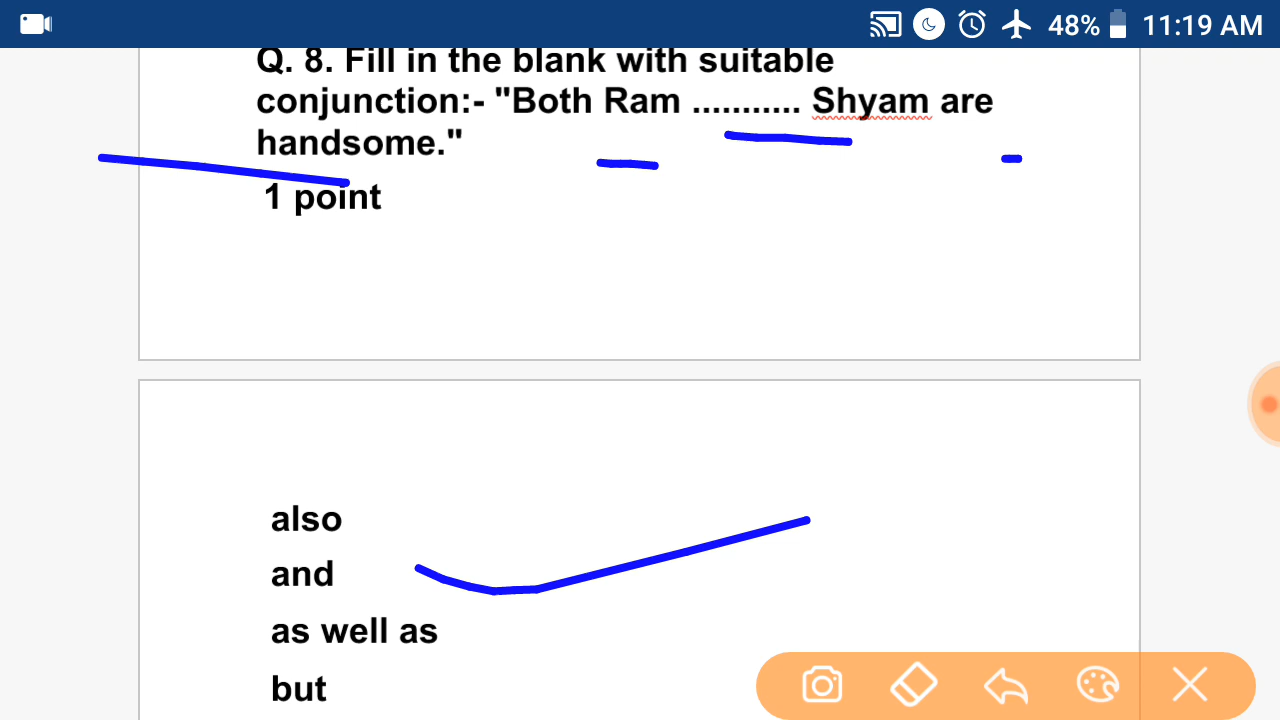 48% 11:19 AM
Q. 8. Fill in the blank with suitable
conjunction:- "Both Ram ........... Shyam are
handsome."
1 point
also
and
as well as
but